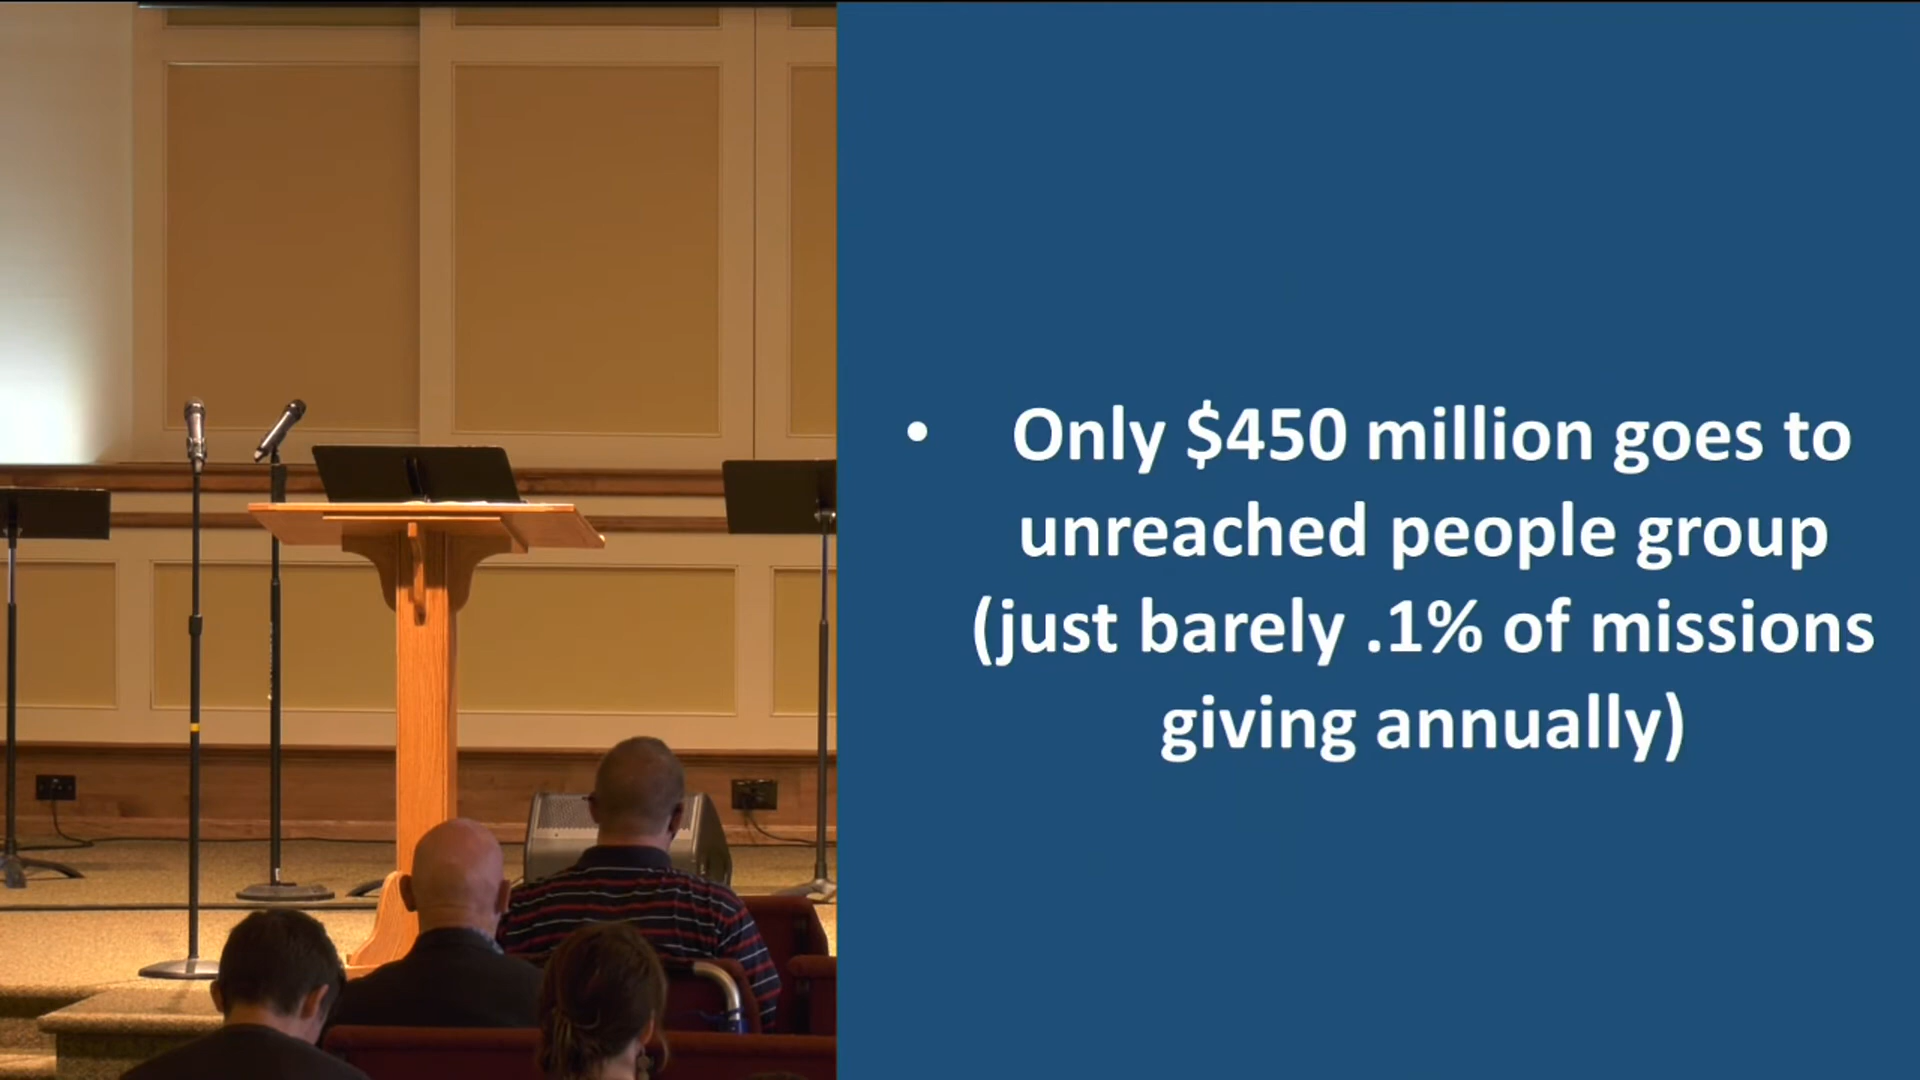 • Only $450 million goes to
unreached people group
(just barely .1% of missions
giving annually)